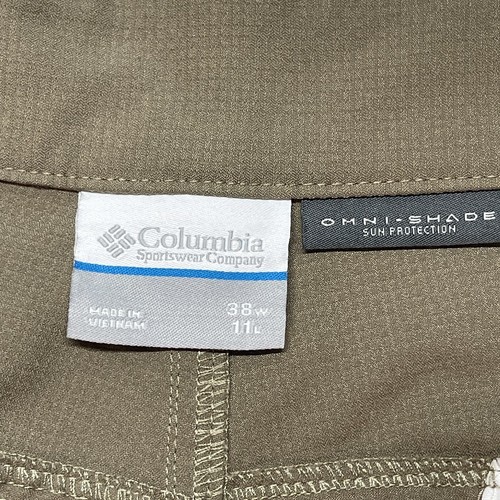 Columbia
Sportswear Company
OMNI-SHADE
SUN PROTECTION
MADE IN
VIETNAM
38W
11L